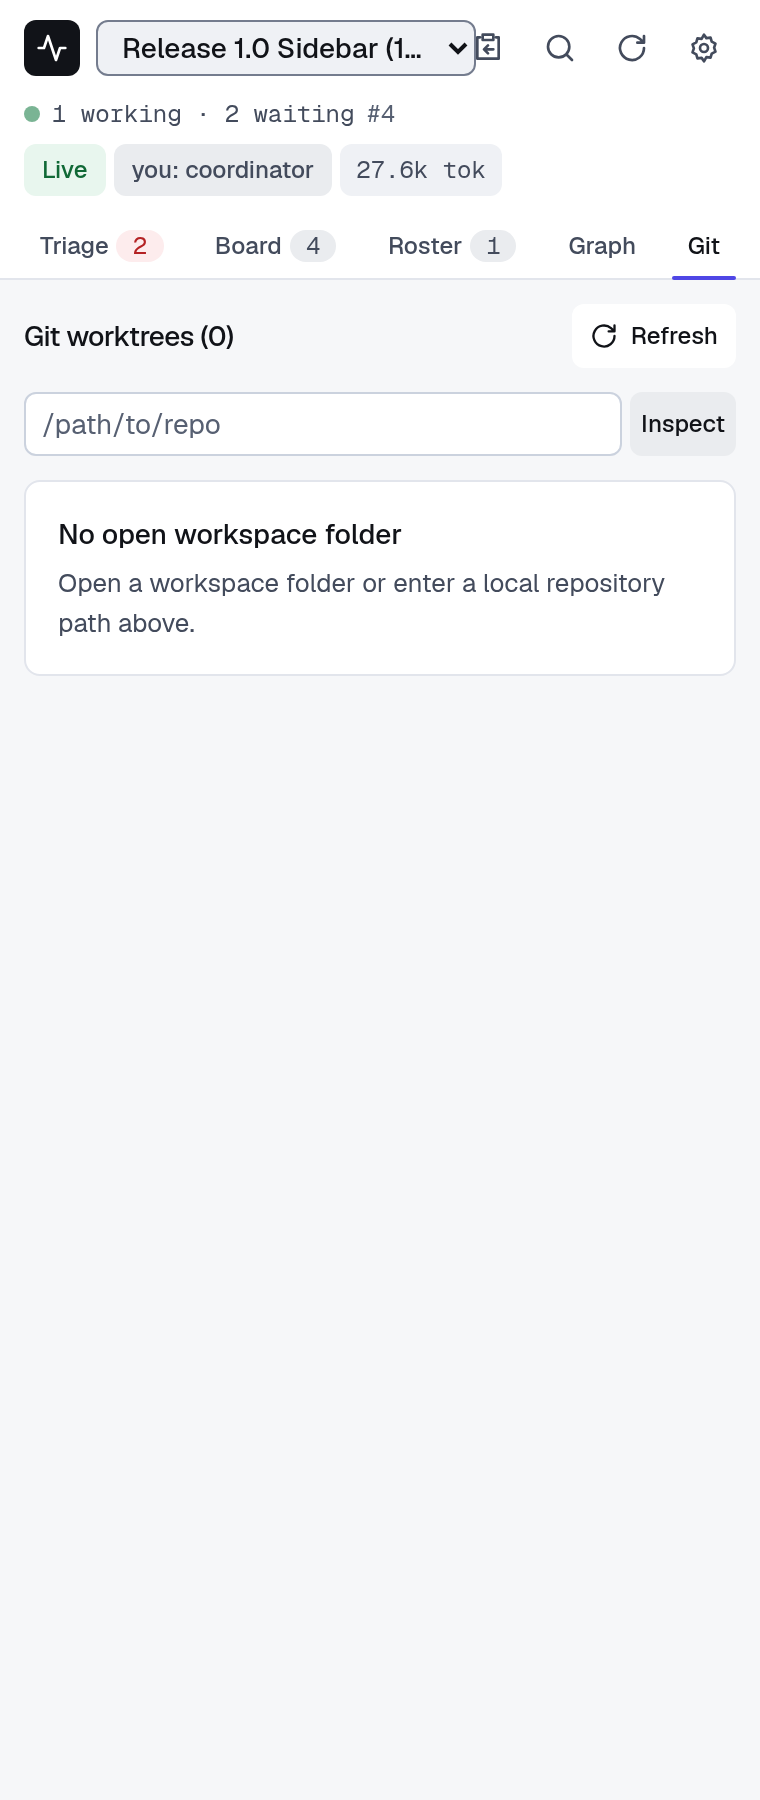 Release 1.0 Sidebar (1...
1 working · 2 waiting #4
Live you: coordinator 27.6k tok
Triage 2 Board 4 Roster 1 Graph Git
Git worktrees (0) Refresh
/path/to/repo Inspect
No open workspace folder
Open a workspace folder or enter a local repository
path above.